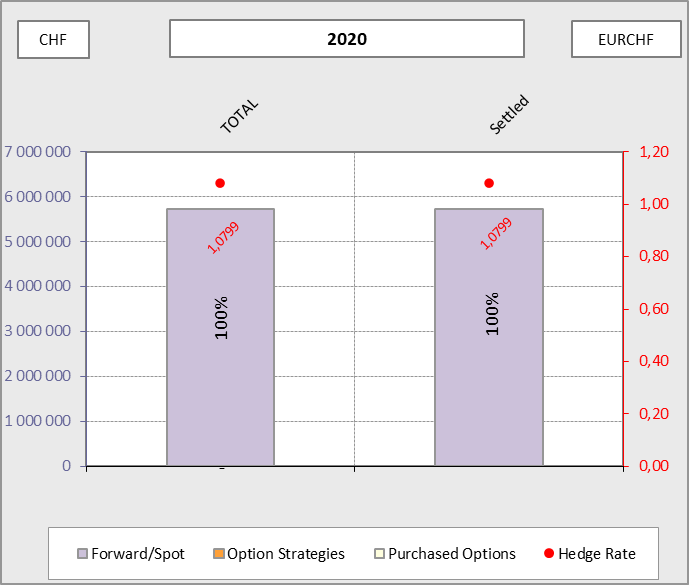 CHF 2020 EURCHF
TOTAL Settled
7 000 000 1,20
6 000 000 1,00
5 000 000 0,80
4 000 000 0,60
3 000 000 0,40
2 000 000 0,20
1 000 000
0 0,00
1,0799 1,0799
100% 100%
Forward/Spot Option Strategies Purchased Options Hedge Rate